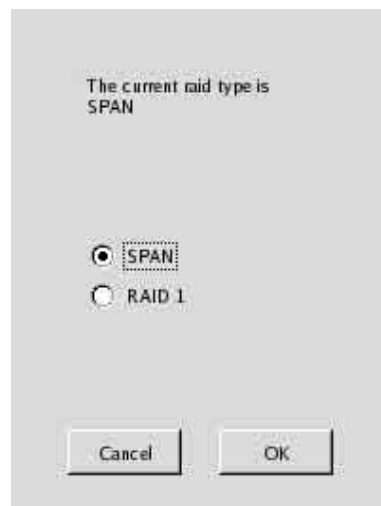 The current raid type is
SPAN
SPAN
RAID 1
Cancel
OK